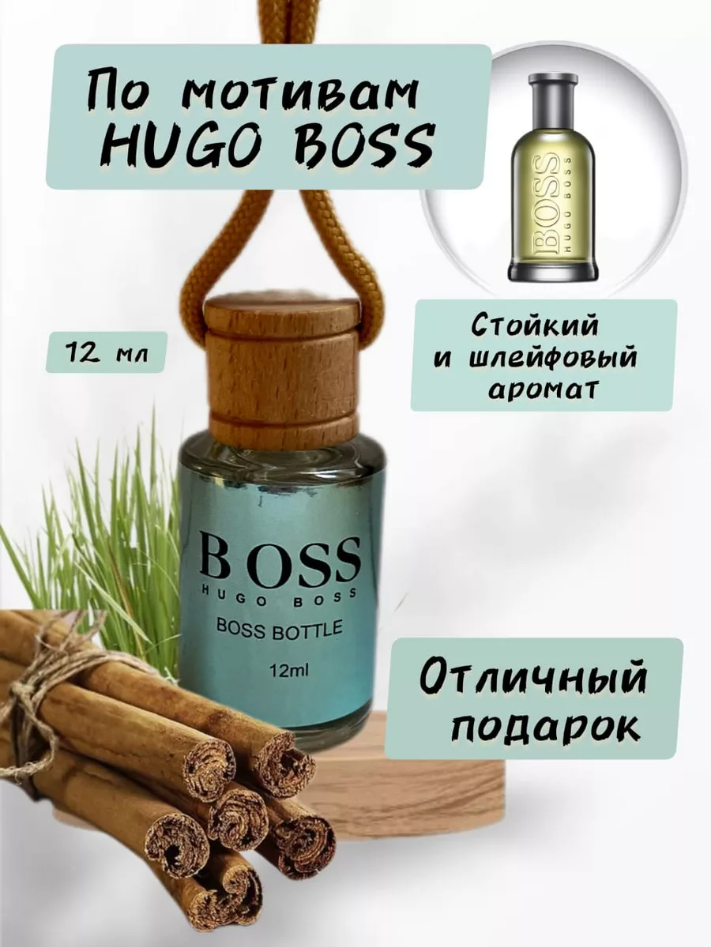 По мотивам
HUGO BOSS
BOSS
HUGO BOSS
12 мл
Стойкий
и шлейфовый
аромат
BOSS
HUGO BOSS
BOSS BOTTLE
12ml
Отличный
подарок